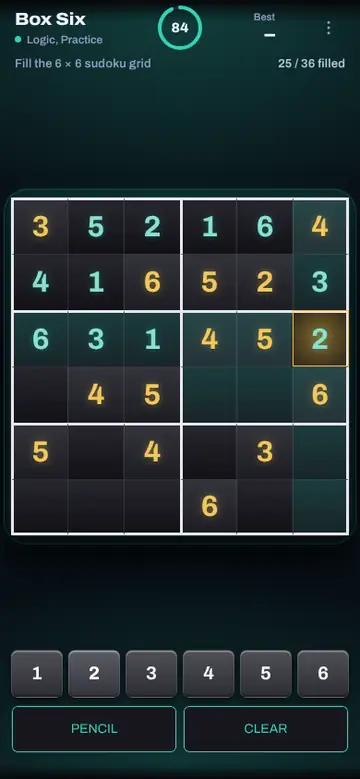 Box Six
Logic, Practice
84
Best
–
Fill the 6 × 6 sudoku grid
25 / 36 filled
3 5 2 1 6 4
4 1 6 5 2 3
6 3 1 4 5 2
4 5 6
5 4 3
6
1 2 3 4 5 6
PENCIL CLEAR